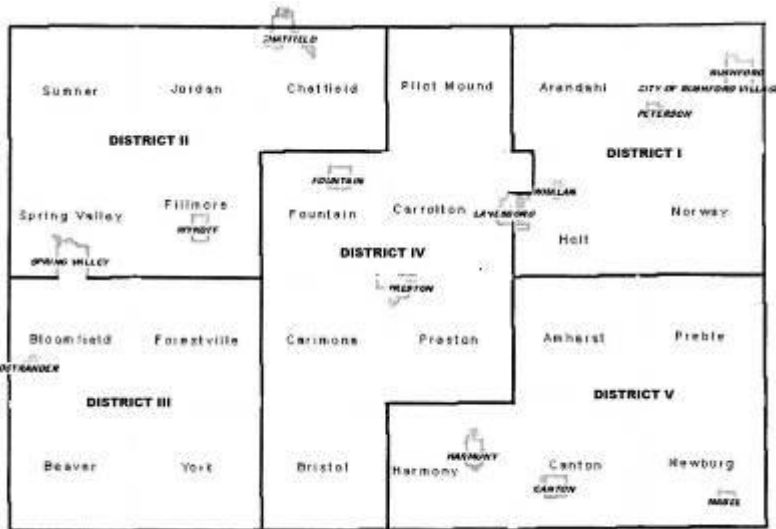 CHATFIELD
Sumner Jordan Chatfield Pilot Mound Arendahl RUSHFORD
CITY OF RUSHFORD VILLAGE
PETERSON
DISTRICT II
DISTRICT I
FOUNTAIN
WHALAN
Spring Valley Fillmore Fountain Carrolton LANESBORO Norway
WYKOFF
Holt
SPRING VALLEY
DISTRICT IV
PRESTON
Bloomfield Forestville Carimona Preston Amherst Preble
OSTRANDER
DISTRICT III
DISTRICT V
HARMONY
Beaver York Bristol Harmony Canton Newburg
CANTON
MABEL